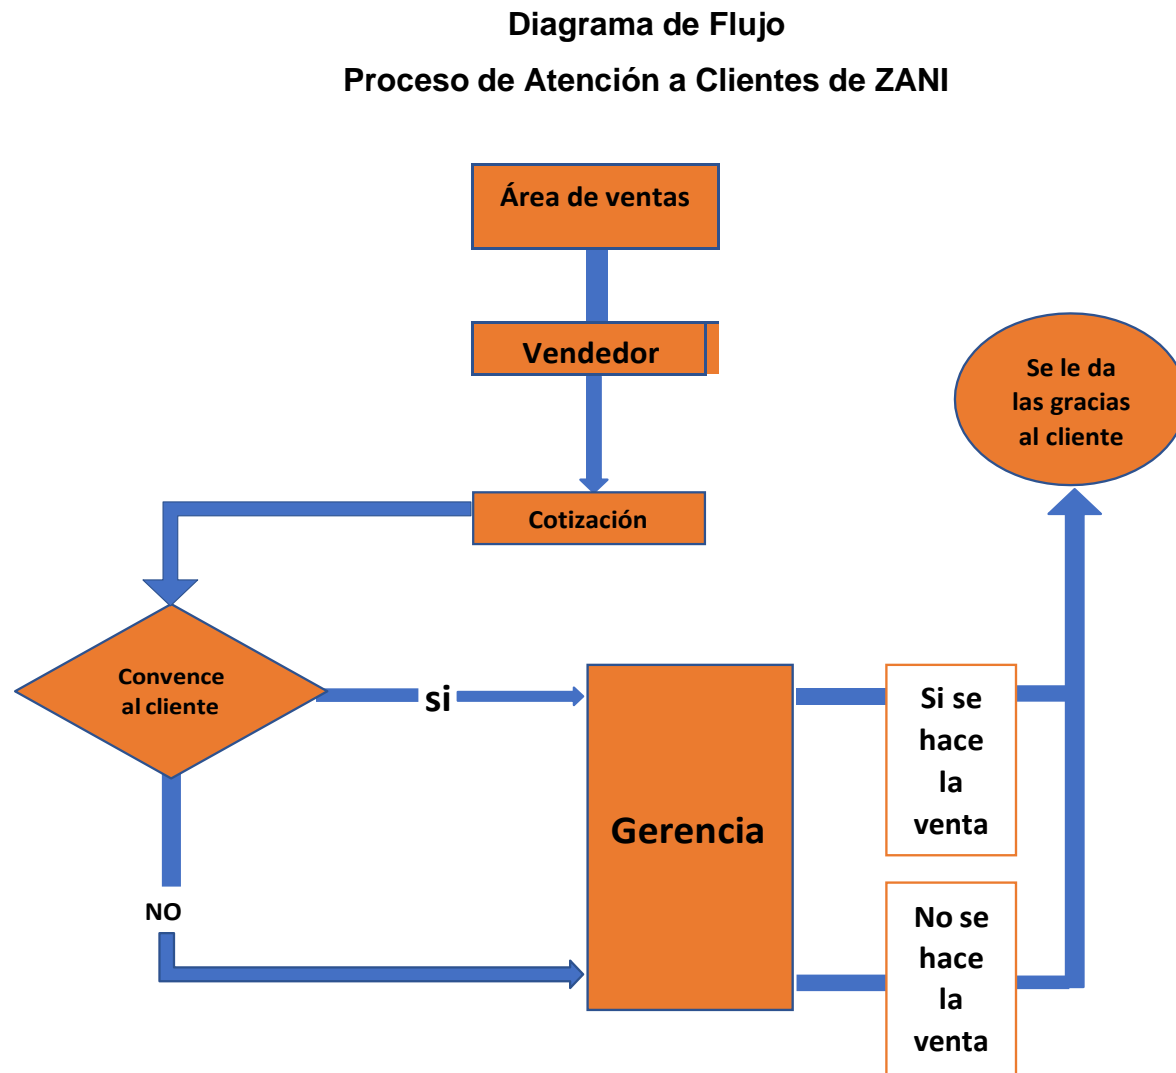 Diagrama de Flujo
Proceso de Atención a Clientes de ZANI
Área de ventas
Vendedor
Se le da
las gracias
al cliente
Cotización
Convence
al cliente
si
Gerencia
Si se
hace
la
venta
NO
No se
hace
la
venta